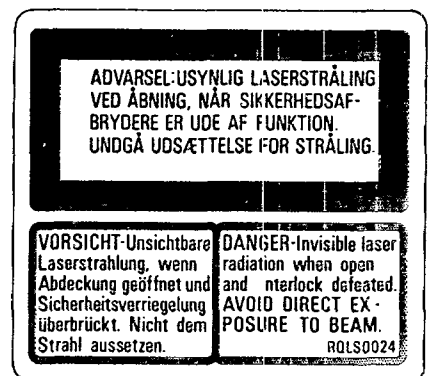 ADVARSEL:USYNLIG LASERSTRÅLING
VED ÅBNING, NÅR SIKKERHEDSAF-
BRYDERE ER UDE AF FUNKTION.
UNDGÅ UDSÆTTELSE FOR STRÅLING.
VORSICHT-Unsichtbare
Laserstrahlung, wenn
Abdeckung geöffnet und
Sicherheitsverriegelung
überbrückt. Nicht dem
Strahl aussetzen.
DANGER-Invisible laser
radiation when open
and nterlock defeated.
AVOID DIRECT EX-
POSURE TO BEAM.
RQLS0024